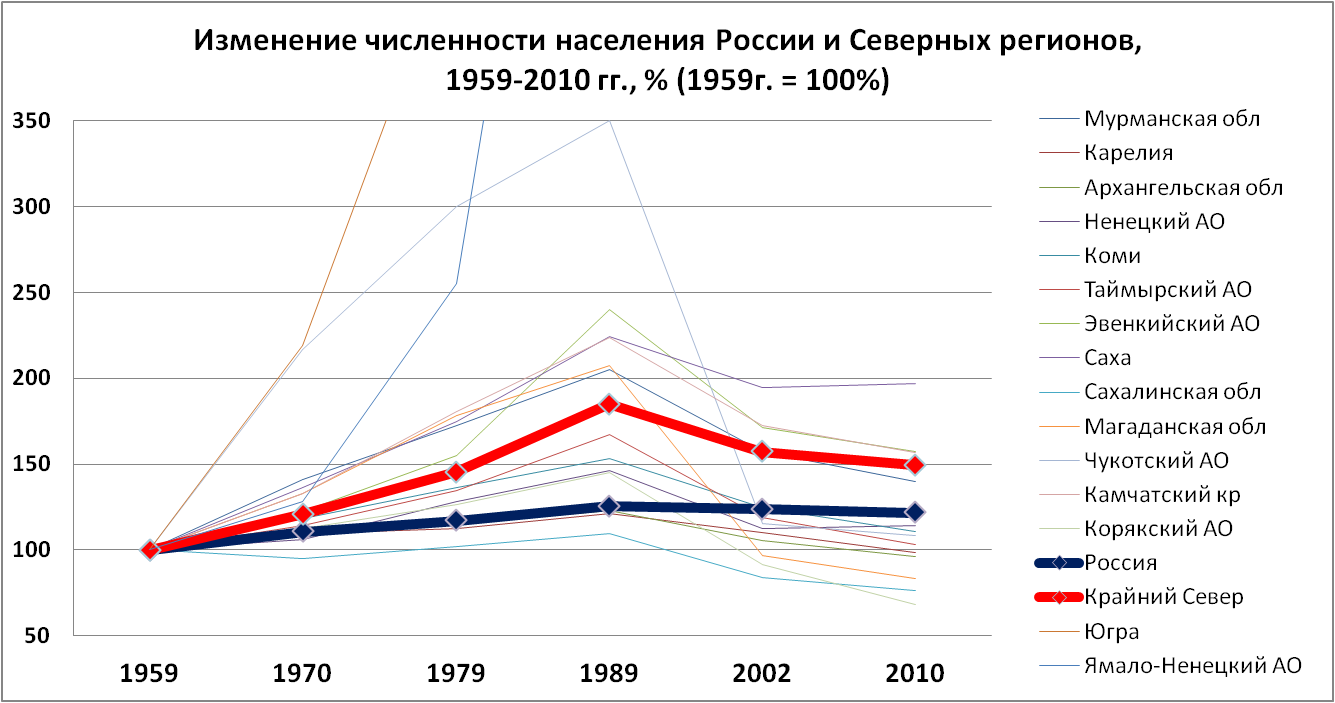 Изменение численности населения России и Северных регионов,
1959-2010 гг., % (1959г. = 100%)
350
300
250
200
150
100
50
1959 1970 1979 1989 2002 2010
Мурманская обл
Карелия
Архангельская обл
Ненецкий АО
Коми
Таймырский АО
Эвенкийский АО
Саха
Сахалинская обл
Магаданская обл
Чукотский АО
Камчатский кр
Корякский АО
Россия
Крайний Север
Югра
Ямало-Ненецкий АО